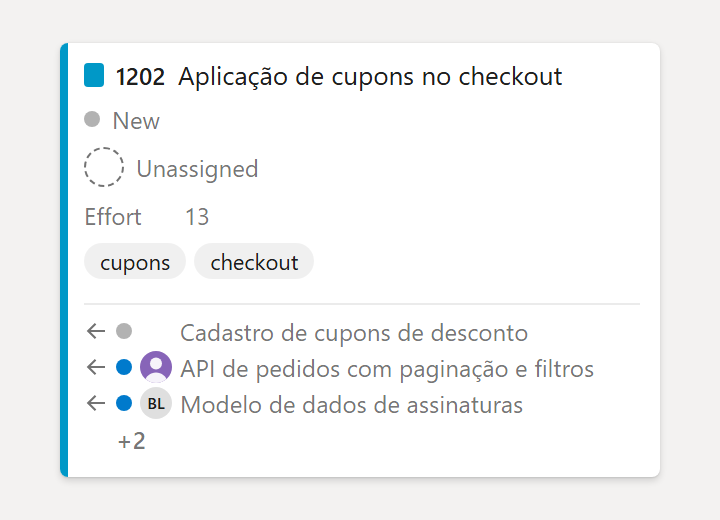 1202 Aplicação de cupons no checkout
New
Unassigned
Effort 13
cupons checkout
Cadastro de cupons de desconto
API de pedidos com paginação e filtros
BL Modelo de dados de assinaturas
+2